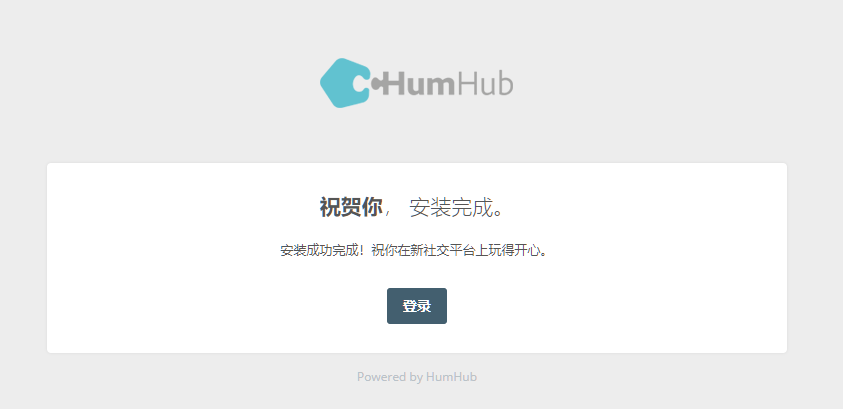 HumHub
祝贺你， 安装完成。
安装成功完成！祝你在新社交平台上玩得开心。
登录
Powered by HumHub